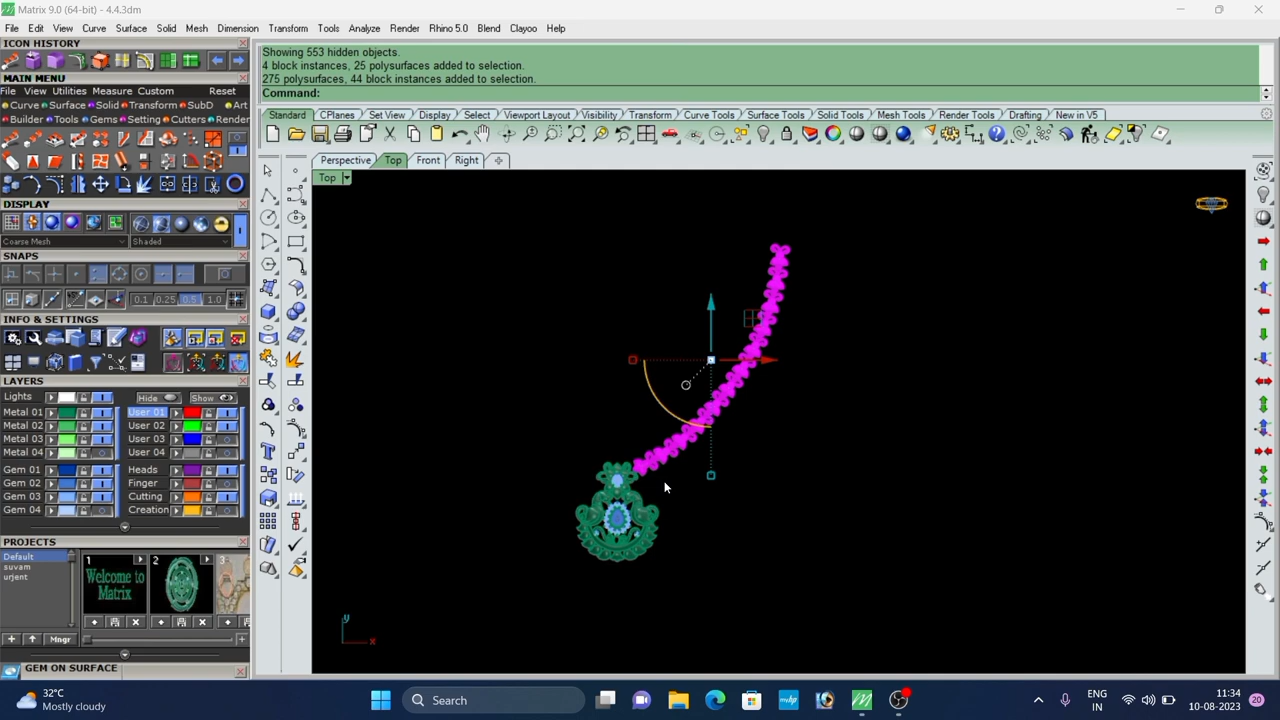 Matrix 9.0 (64-bit) - 4.4.3dm
File Edit View Curve Surface Solid Mesh Dimension Transform Tools Analyze Render Rhino 5.0 Blend Clayoo Help
ICON HISTORY
MAIN MENU
File View Utilities Measure Custom Reset
Curve Surface Solid Transform SubD Art
Builder Tools Gems Setting Cutters Render
DISPLAY
Coarse Mesh Shaded
SNAPS
0.1 0.25 0.5 1.0
INFO & SETTINGS
LAYERS
Lights Hide Show
Metal 01 User 01
Metal 02 User 02
Metal 03 User 03
Metal 04 User 04
Gem 01 Heads
Gem 02 Finger
Gem 03 Cutting
Gem 04 Creation
PROJECTS
Default
suvam
urjent
1 2 3
Welcome to
Matrix
Mngr
GEM ON SURFACE
Showing 553 hidden objects.
4 block instances, 25 polysurfaces added to selection.
275 polysurfaces, 44 block instances added to selection.
Command:
Standard CPlanes Set View Display Select Viewport Layout Visibility Transform Curve Tools Surface Tools Solid Tools Mesh Tools Render Tools Drafting New in V5
Perspective Top Front Right
Top
y
x
32°C
Mostly cloudy
Search
ENG
IN
11:34
10-08-2023
20